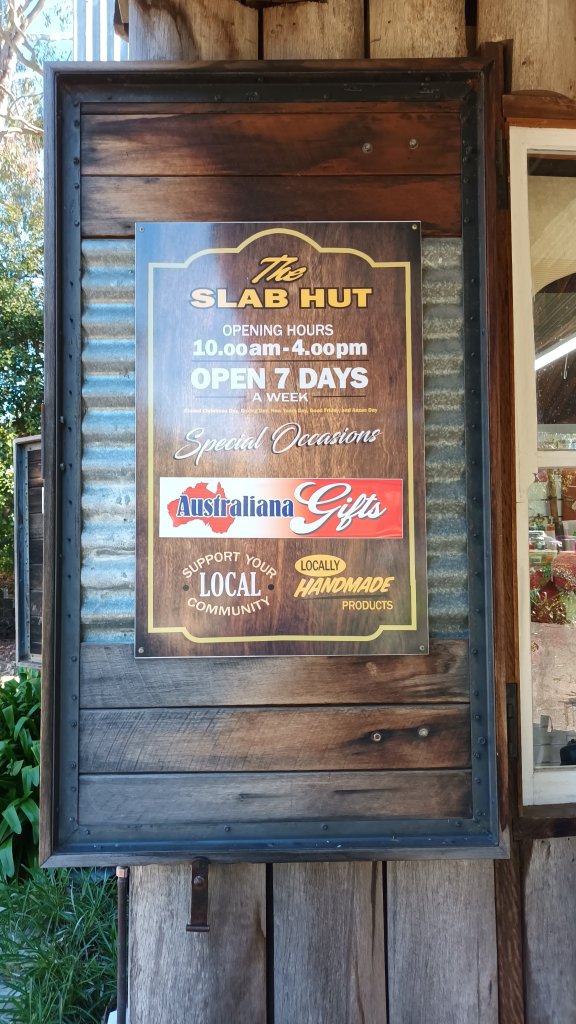 The
SLAB HUT
OPENING HOURS
10.00am-4.00pm
OPEN 7 DAYS
A WEEK
Closed Christmas Day, Boxing Day, New Years Day, Good Friday, and Anzac Day
Special Occasions
Australiana Gifts
SUPPORT YOUR
LOCAL
COMMUNITY
LOCALLY
HANDMADE
PRODUCTS